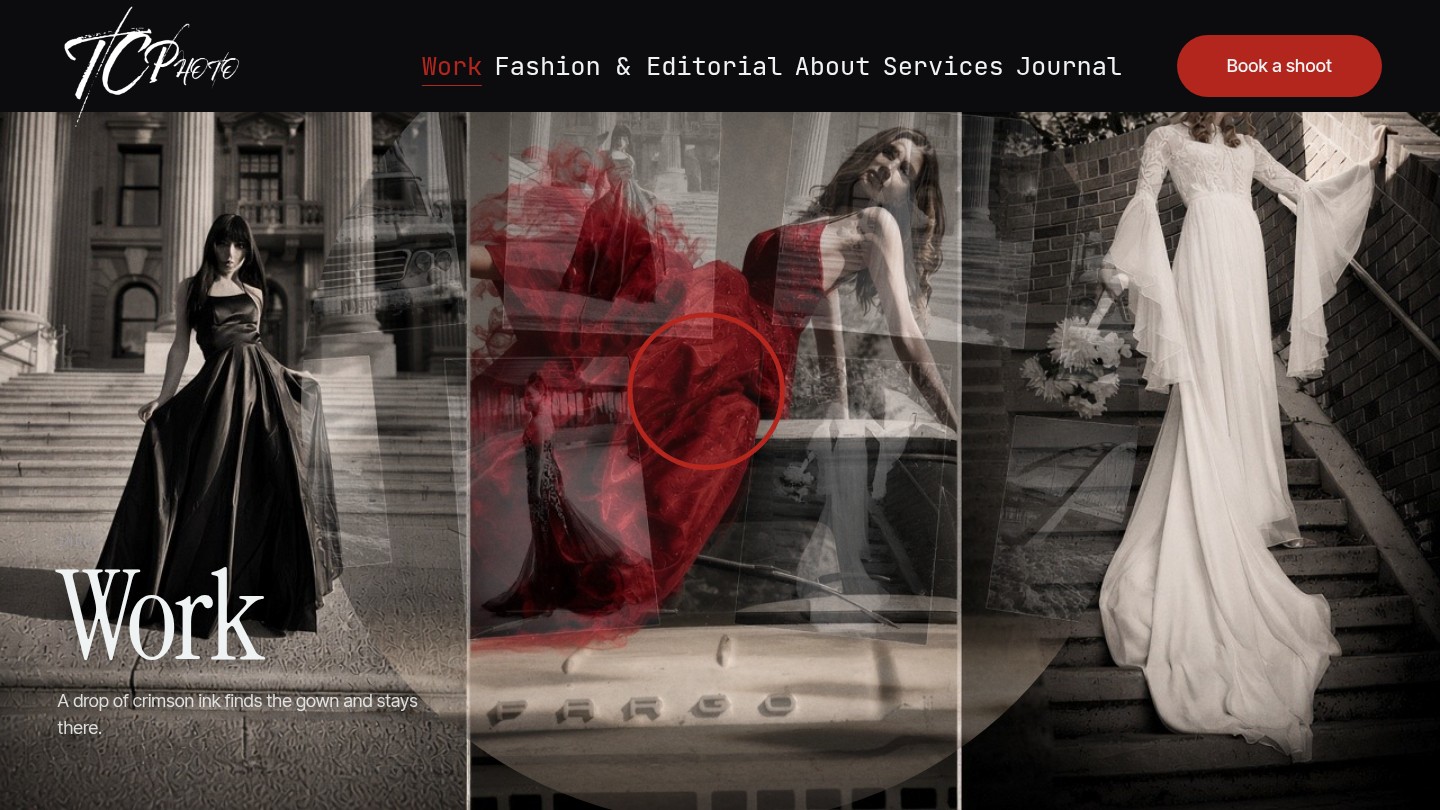 TCPHOTO
Work Fashion & Editorial About Services Journal
Book a shoot
FARGO
Work
A drop of crimson ink finds the gown and stays
there.